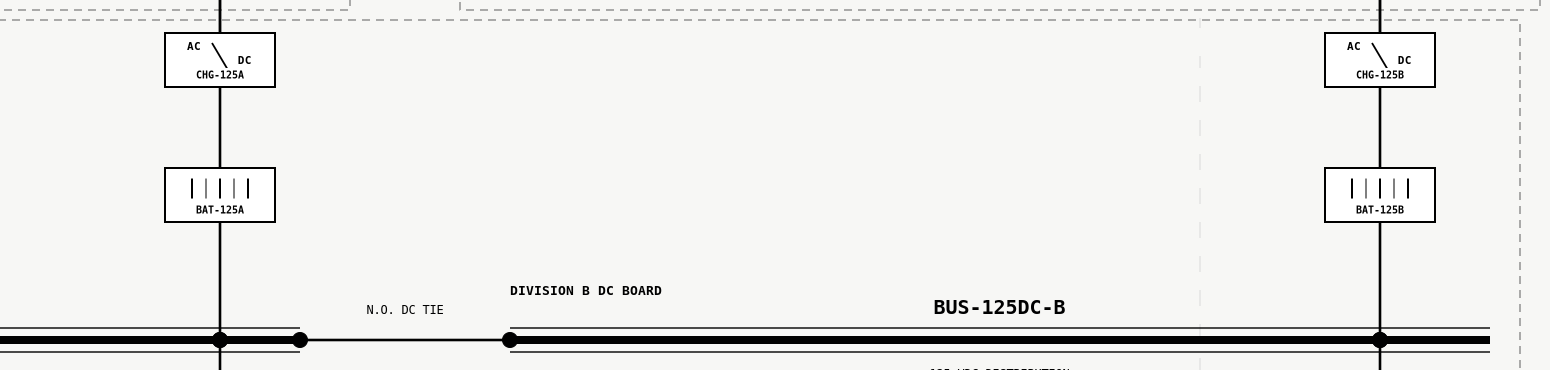 AC
DC
CHG-125A
AC
DC
CHG-125B
BAT-125A
BAT-125B
DIVISION B DC BOARD
N.O. DC TIE
BUS-125DC-B